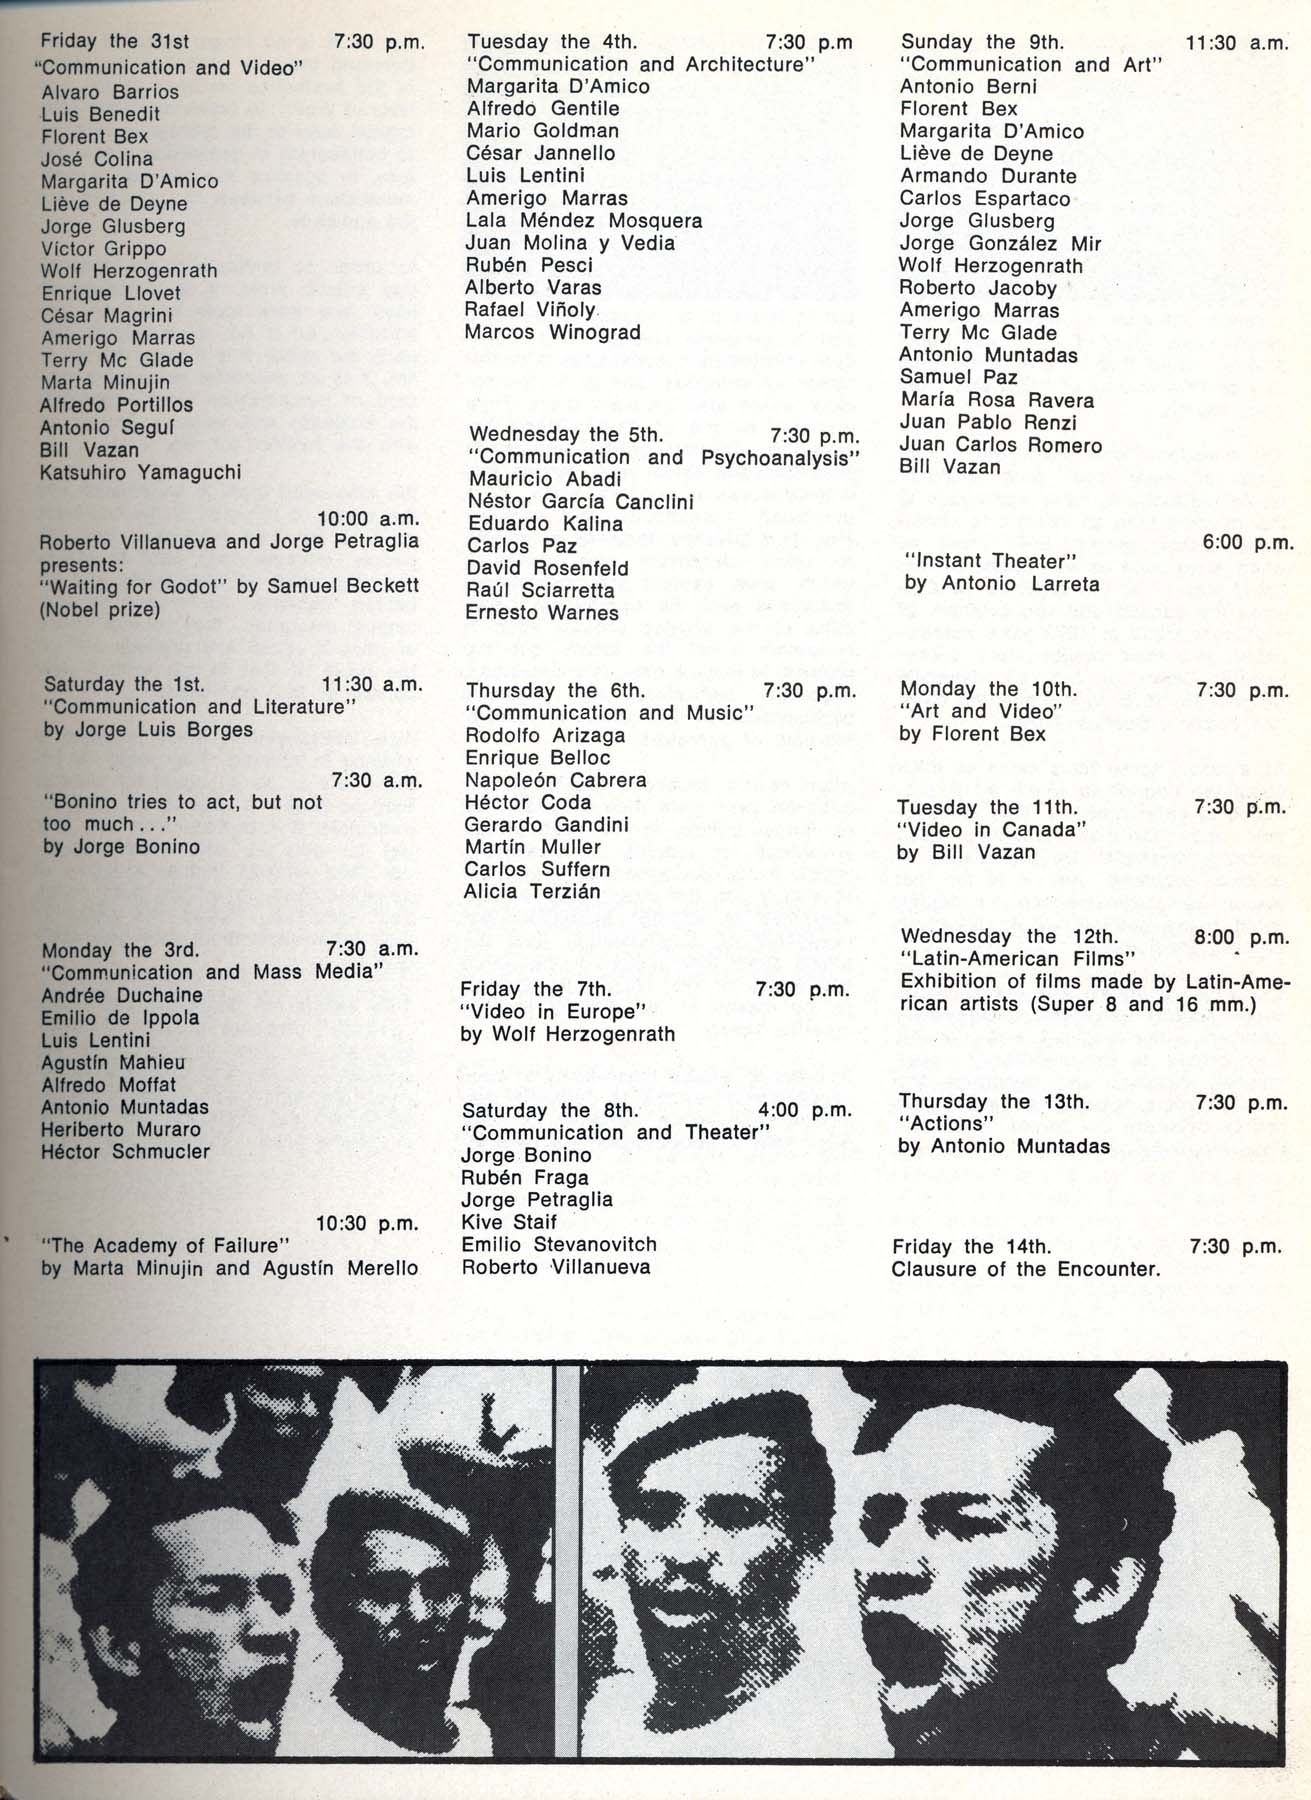 Friday the 31st 7:30 p.m.
"Communication and Video"
Alvaro Barrios
Luis Benedit
Florent Bex
José Colina
Margarita D'Amico
Liève de Deyne
Jorge Glusberg
Víctor Grippo
Wolf Herzogenrath
Enrique Llovet
César Magrini
Amerigo Marras
Terry Mc Glade
Marta Minujin
Alfredo Portillos
Antonio Seguí
Bill Vazan
Katsuhiro Yamaguchi
10:00 a.m.
Roberto Villanueva and Jorge Petraglia
presents:
"Waiting for Godot" by Samuel Beckett
(Nobel prize)
Saturday the 1st. 11:30 a.m.
"Communication and Literature"
by Jorge Luis Borges
7:30 a.m.
"Bonino tries to act, but not
too much..."
by Jorge Bonino
Monday the 3rd. 7:30 a.m.
"Communication and Mass Media"
Andrée Duchaine
Emilio de Ippola
Luis Lentini
Agustín Mahieu
Alfredo Moffat
Antonio Muntadas
Heriberto Muraro
Héctor Schmucler
10:30 p.m.
"The Academy of Failure"
by Marta Minujin and Agustín Merello
Tuesday the 4th. 7:30 p.m
"Communication and Architecture"
Margarita D'Amico
Alfredo Gentile
Mario Goldman
César Jannello
Luis Lentini
Amerigo Marras
Lala Méndez Mosquera
Juan Molina y Vedia
Rubén Pesci
Alberto Varas
Rafael Viñoly
Marcos Winograd
Wednesday the 5th. 7:30 p.m.
"Communication and Psychoanalysis"
Mauricio Abadi
Néstor García Canclini
Eduardo Kalina
Carlos Paz
David Rosenfeld
Raúl Sciarretta
Ernesto Warnes
Thursday the 6th. 7:30 p.m.
"Communication and Music"
Rodolfo Arizaga
Enrique Belloc
Napoleón Cabrera
Héctor Coda
Gerardo Gandini
Martín Muller
Carlos Suffern
Alicia Terzián
Friday the 7th. 7:30 p.m.
"Video in Europe"
by Wolf Herzogenrath
Saturday the 8th. 4:00 p.m.
"Communication and Theater"
Jorge Bonino
Rubén Fraga
Jorge Petraglia
Kive Staif
Emilio Stevanovitch
Roberto Villanueva
Sunday the 9th. 11:30 a.m.
"Communication and Art"
Antonio Berni
Florent Bex
Margarita D'Amico
Liève de Deyne
Armando Durante
Carlos Espartaco
Jorge Glusberg
Jorge González Mir
Wolf Herzogenrath
Roberto Jacoby
Amerigo Marras
Terry Mc Glade
Antonio Muntadas
Samuel Paz
María Rosa Ravera
Juan Pablo Renzi
Juan Carlos Romero
Bill Vazan
6:00 p.m.
"Instant Theater"
by Antonio Larreta
Monday the 10th. 7:30 p.m.
"Art and Video"
by Florent Bex
Tuesday the 11th. 7:30 p.m.
"Video in Canada"
by Bill Vazan
Wednesday the 12th. 8:00 p.m.
"Latin-American Films"
Exhibition of films made by Latin-Ame-
rican artists (Super 8 and 16 mm.)
Thursday the 13th. 7:30 p.m.
"Actions"
by Antonio Muntadas
Friday the 14th. 7:30 p.m.
Clausure of the Encounter.